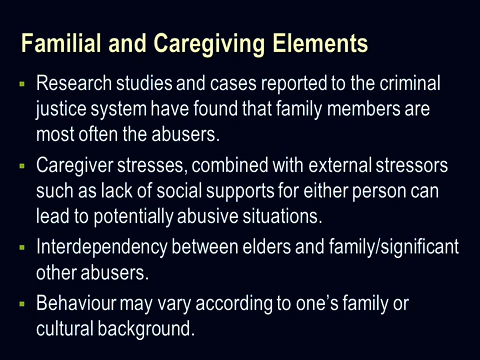 Familial and Caregiving Elements
▪ Research studies and cases reported to the criminal
justice system have found that family members are
most often the abusers.
▪ Caregiver stresses, combined with external stressors
such as lack of social supports for either person can
lead to potentially abusive situations.
▪ Interdependency between elders and family/significant
other abusers.
▪ Behaviour may vary according to one's family or
cultural background.